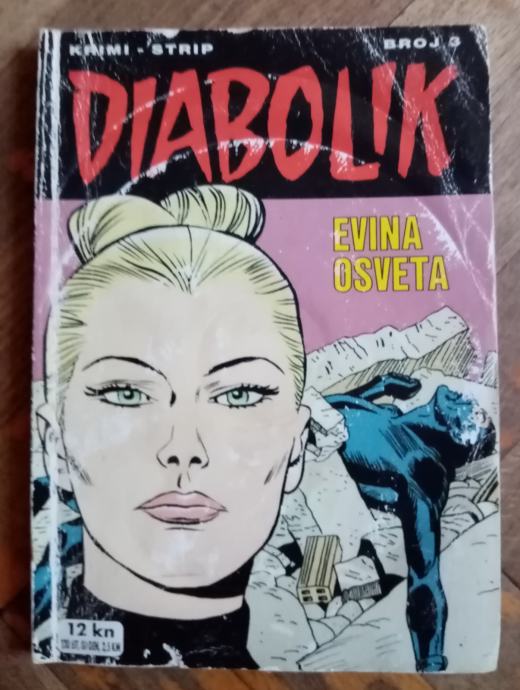 KRIMI - STRIP BROJ 3
DIABOLIK
EVINA
OSVETA
12 kn